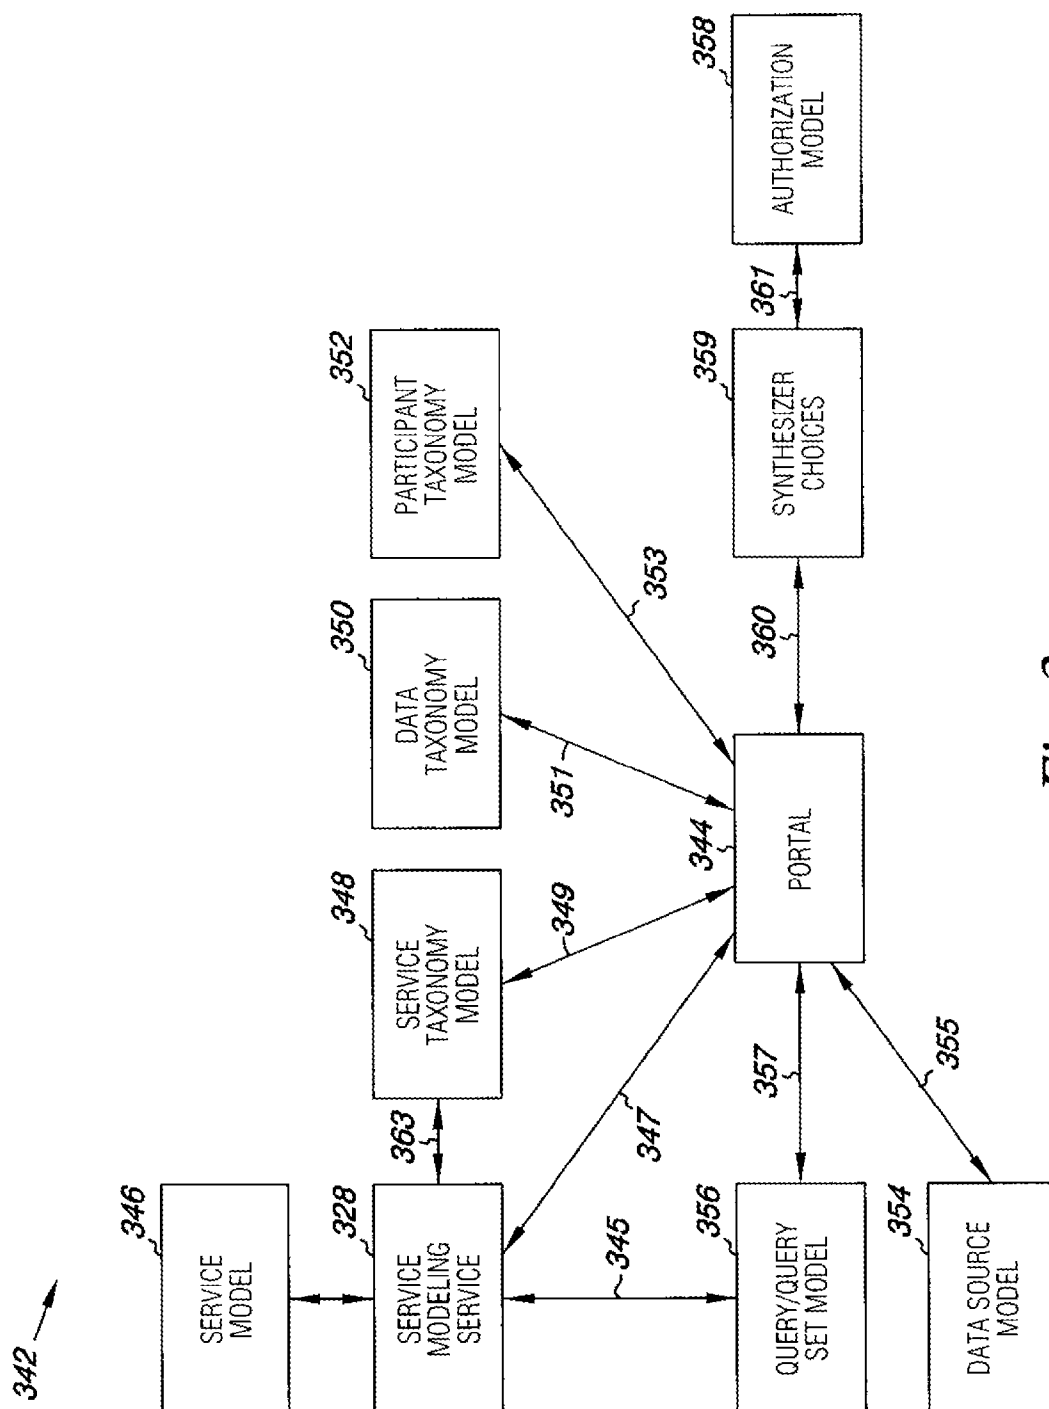 342
346
SERVICE
MODEL
328
SERVICE
MODELING
SERVICE
363
348
SERVICE
TAXONOMY
MODEL
350
DATA
TAXONOMY
MODEL
352
PARTICIPANT
TAXONOMY
MODEL
345
347
349
351
353
356
QUERY/QUERY
SET MODEL
357
344
PORTAL
360
359
SYNTHESIZER
CHOICES
361
358
AUTHORIZATION
MODEL
354
DATA SOURCE
MODEL
355